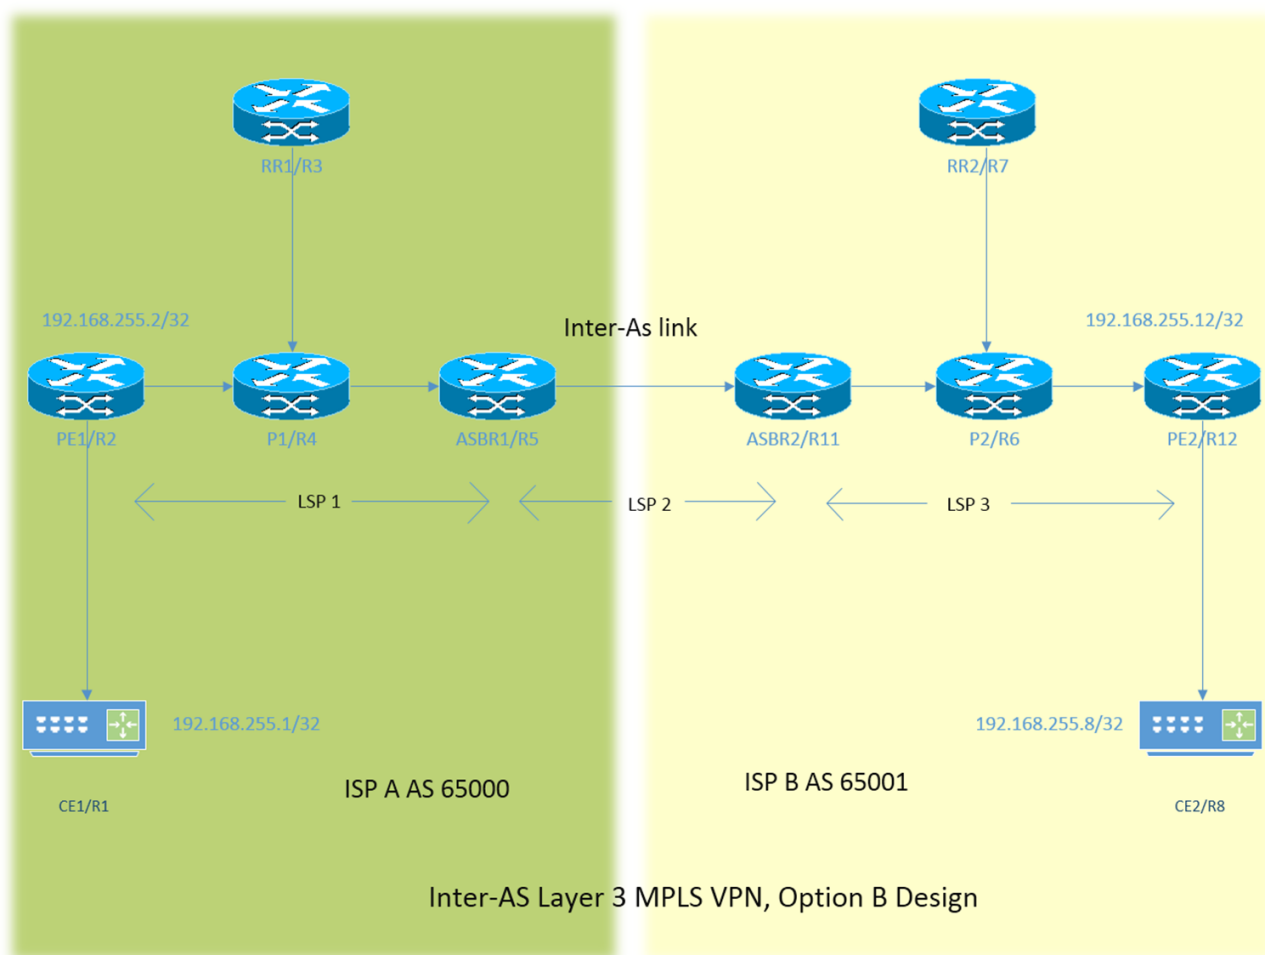 RR1/R3
RR2/R7
192.168.255.2/32
Inter-As link
192.168.255.12/32
PE1/R2
P1/R4
ASBR1/R5
ASBR2/R11
P2/R6
PE2/R12
LSP 1
LSP 2
LSP 3
192.168.255.1/32
192.168.255.8/32
ISP A AS 65000
ISP B AS 65001
CE1/R1
CE2/R8
Inter-AS Layer 3 MPLS VPN, Option B Design